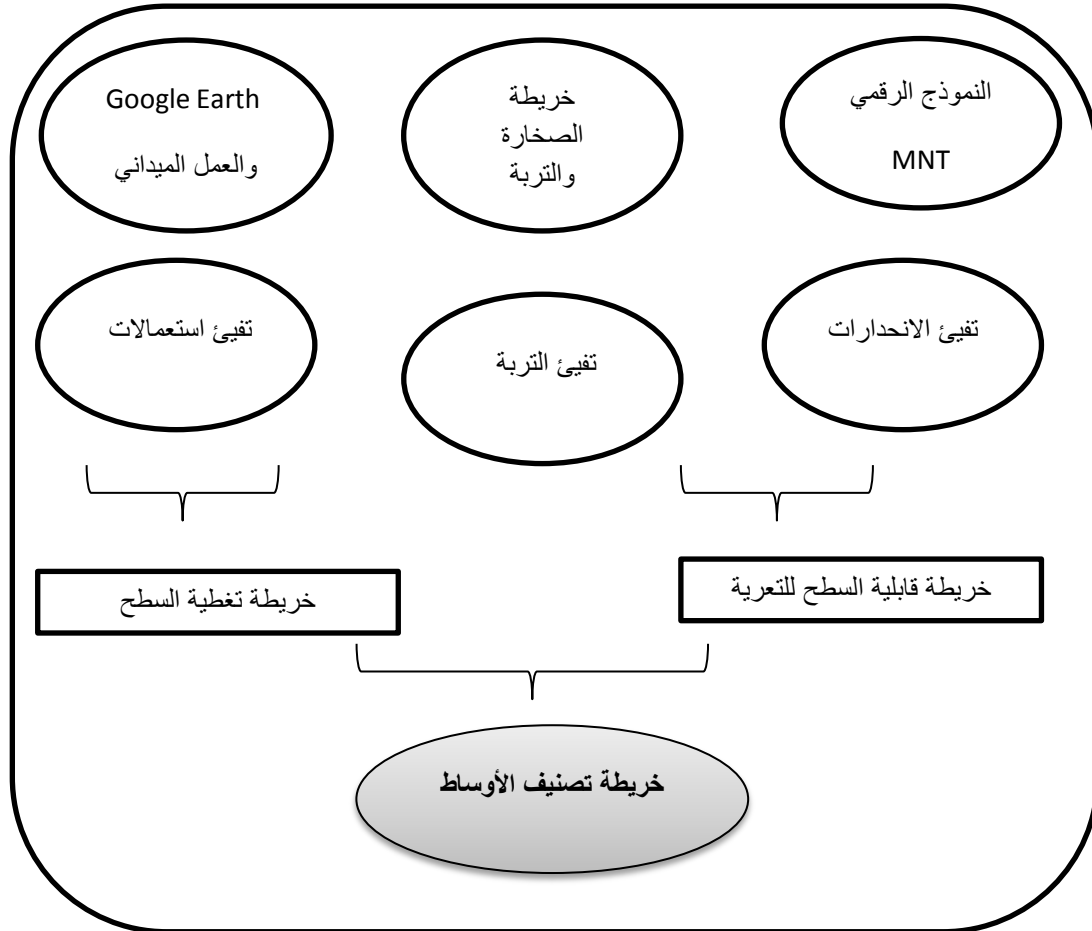 النموذج الرقمي
MNT
خريطة
الصخارة
والتربة
Google Earth
والعمل الميداني
تفيئ الانحدارات
تفيئ التربة
تفيئ استعمالات
خريطة قابلية السطح للتعرية
خريطة تغطية السطح
خريطة تصنيف الأوساط